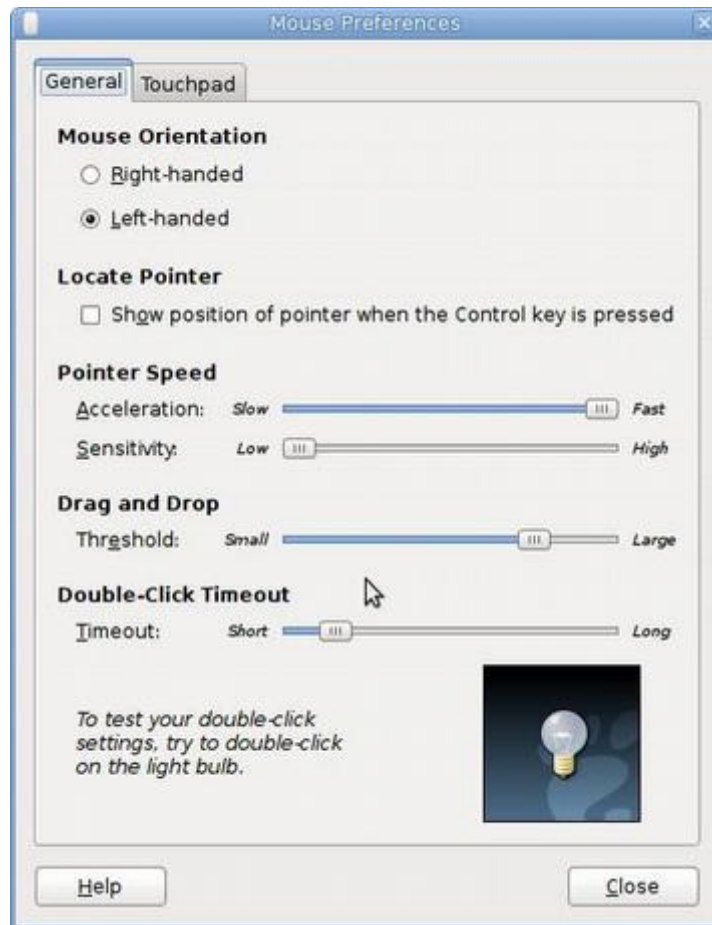 Mouse Preferences
General Touchpad
Mouse Orientation
Right-handed
Left-handed
Locate Pointer
Show position of pointer when the Control key is pressed
Pointer Speed
Acceleration: Slow Fast
Sensitivity: Low High
Drag and Drop
Threshold: Small Large
Double-Click Timeout
Timeout: Short Long
To test your double-click
settings, try to double-click
on the light bulb.
Help Close